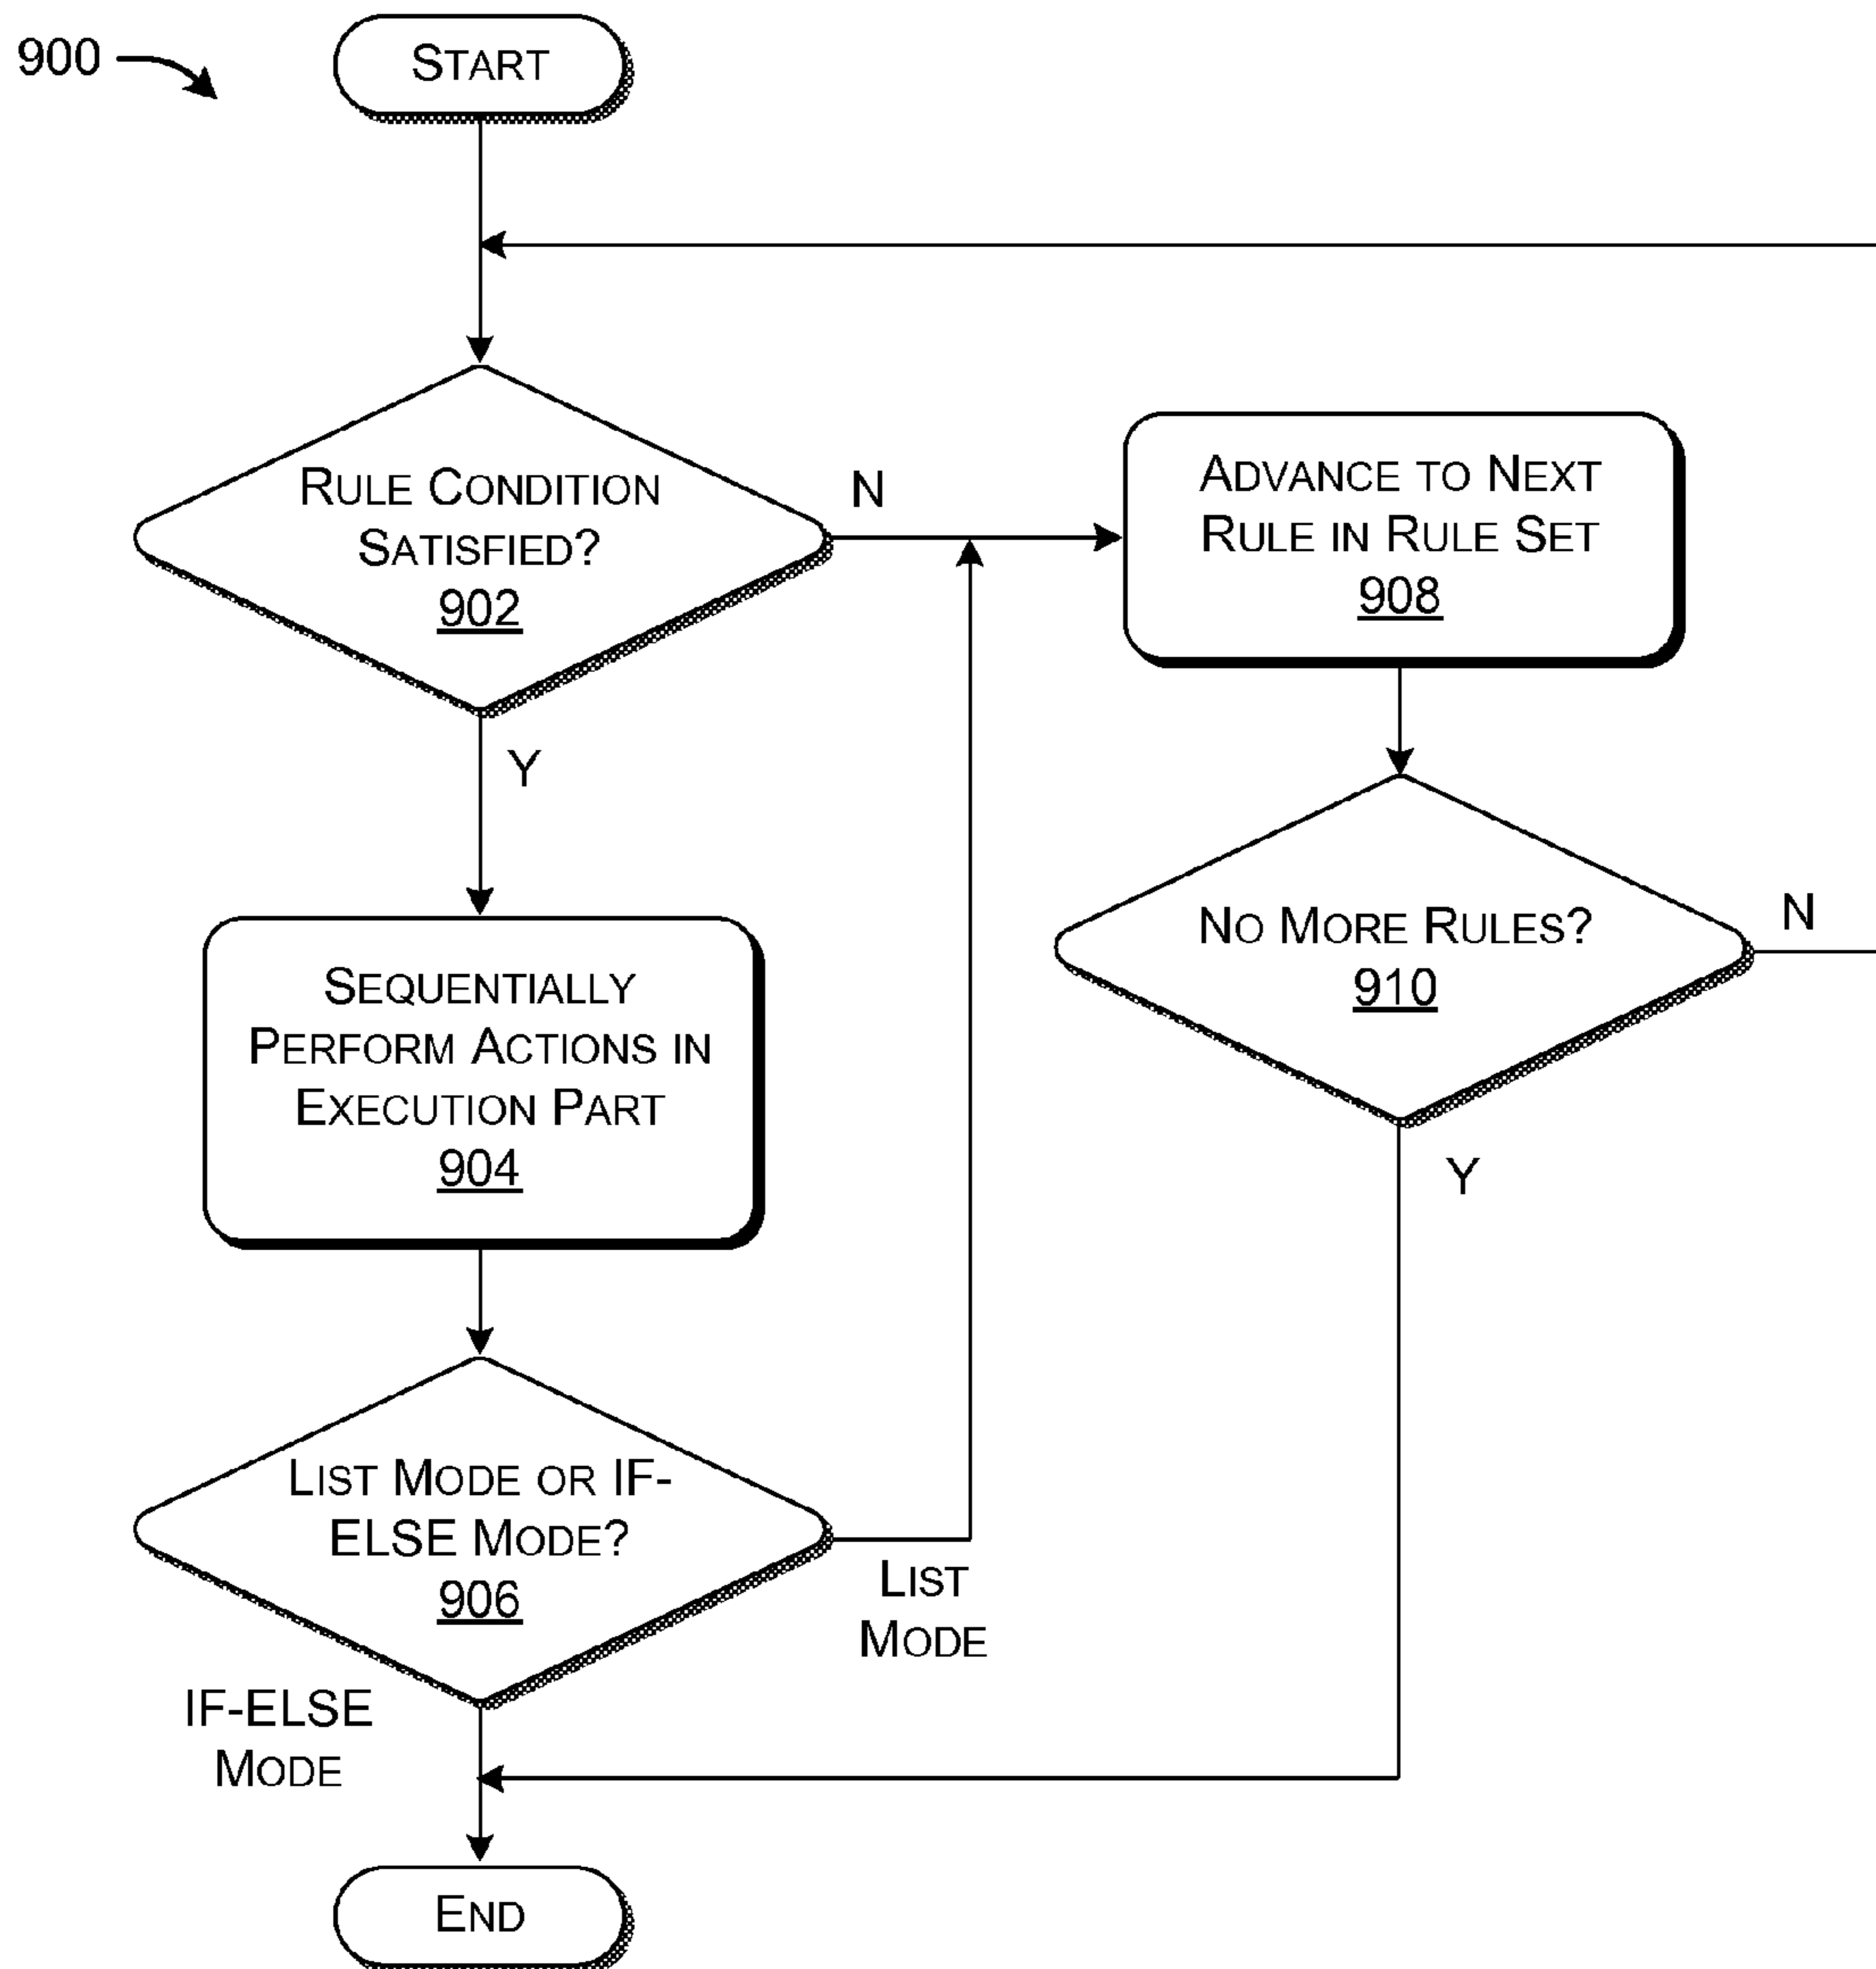 900
START
RULE CONDITION
SATISFIED?
902
N
ADVANCE TO NEXT
RULE IN RULE SET
908
Y
NO MORE RULES?
910
N
SEQUENTIALLY
PERFORM ACTIONS IN
EXECUTION PART
904
Y
LIST MODE OR IF-
ELSE MODE?
906
LIST
MODE
IF-ELSE
MODE
END